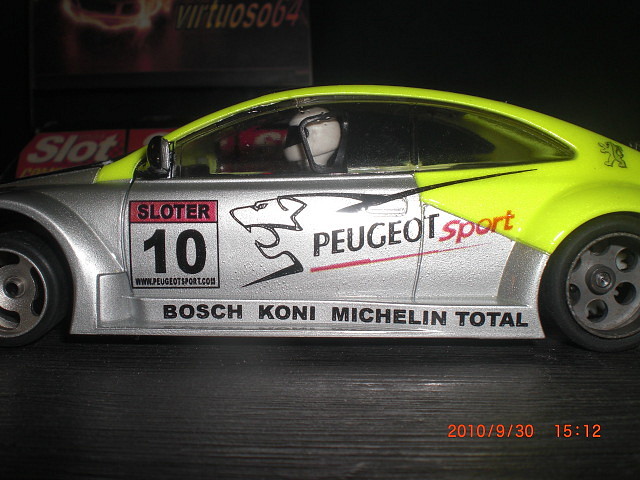 virtuoso64
Slot
SLOTER
10
WWW.PEUGEOTSPORT.COM
PEUGEOT Sport
BOSCH KONI MICHELIN TOTAL
2010/9/30 15:12